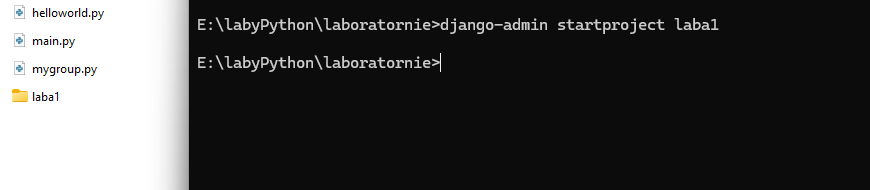 helloworld.py
main.py
mygroup.py
laba1
E:\labyPython\laboratornie>django-admin startproject laba1
E:\labyPython\laboratornie>